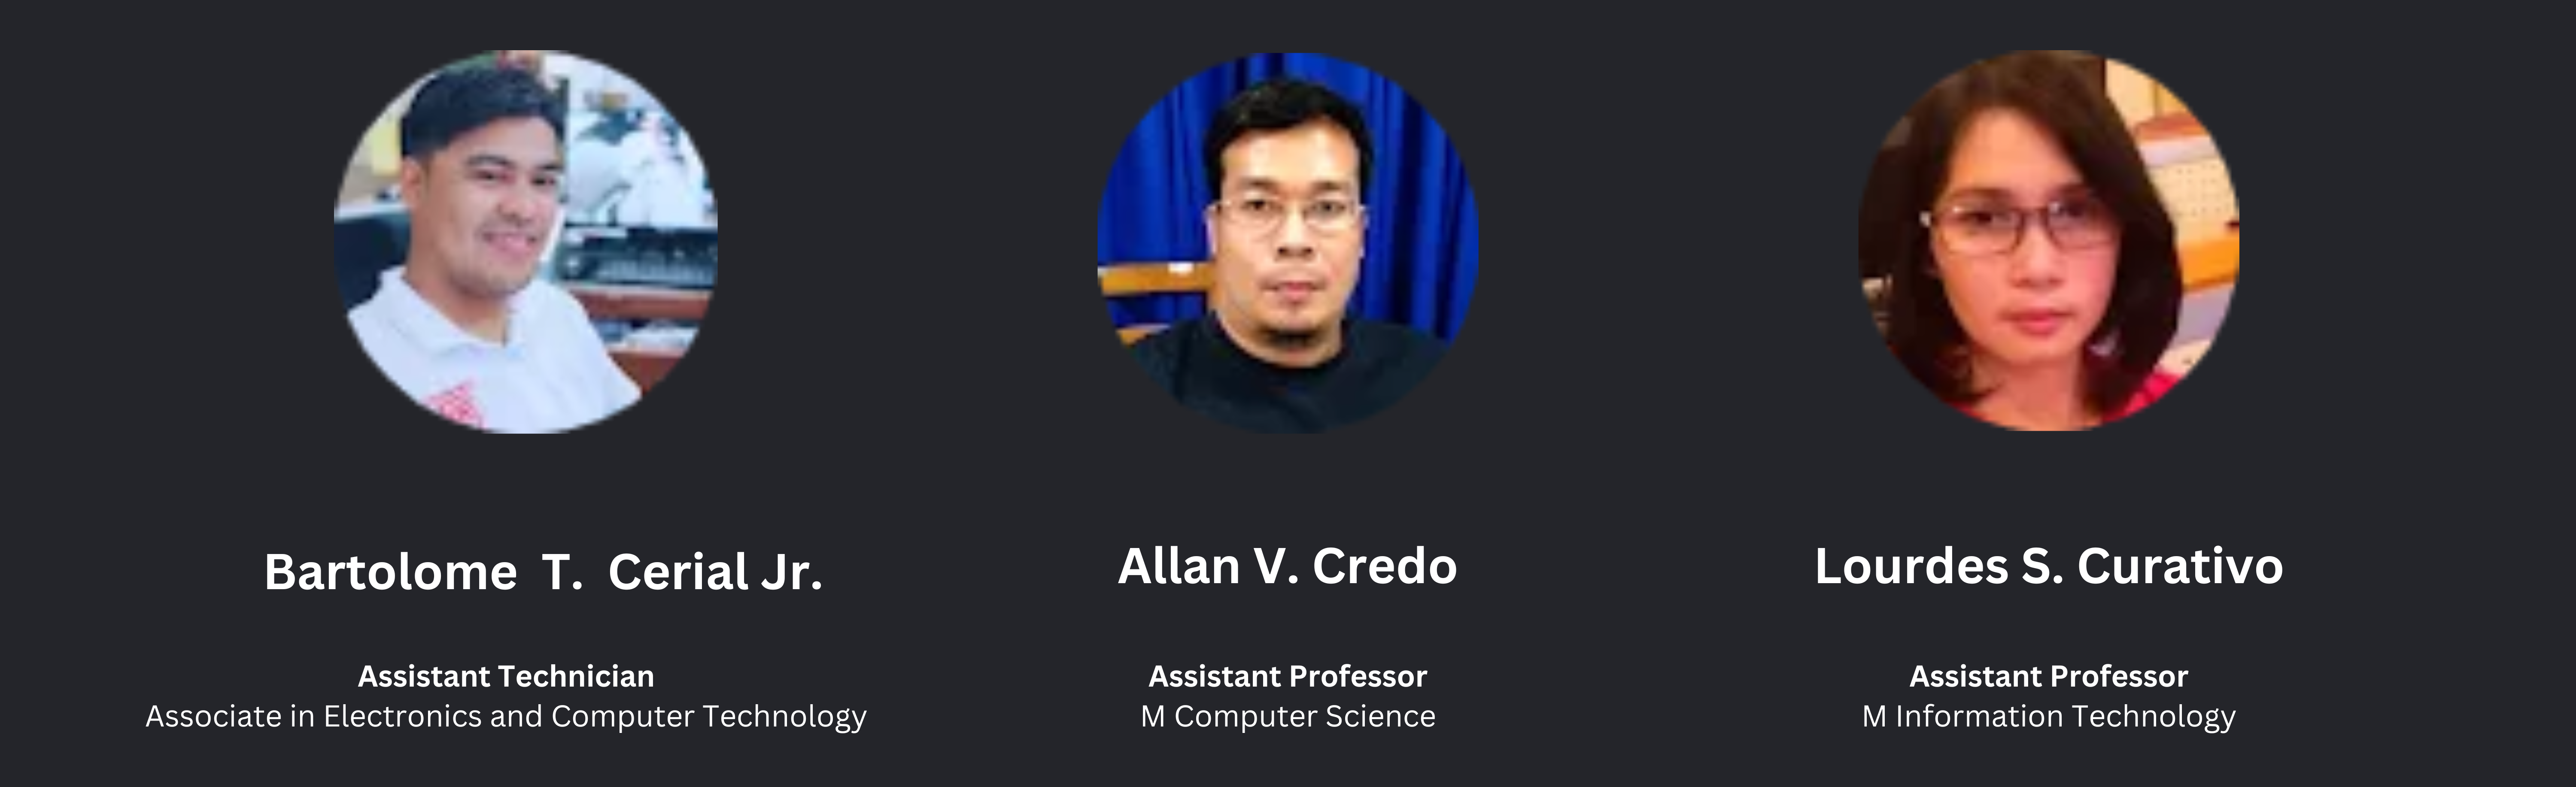 Bartolome T. Cerial Jr.
Assistant Technician
Associate in Electronics and Computer Technology
Allan V. Credo
Assistant Professor
M Computer Science
Lourdes S. Curativo
Assistant Professor
M Information Technology